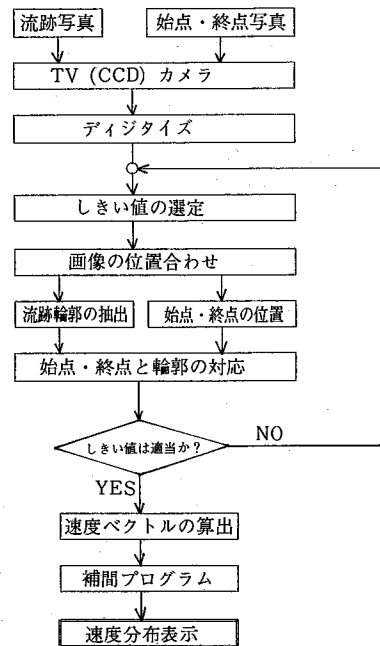 流跡写真
始点・終点写真
TV (CCD) カメラ
ディジタイズ
しきい値の選定
画像の位置合わせ
流跡輪郭の抽出
始点・終点の位置
始点・終点と輪郭の対応
しきい値は適当か?
NO
YES
速度ベクトルの算出
補間プログラム
速度分布表示